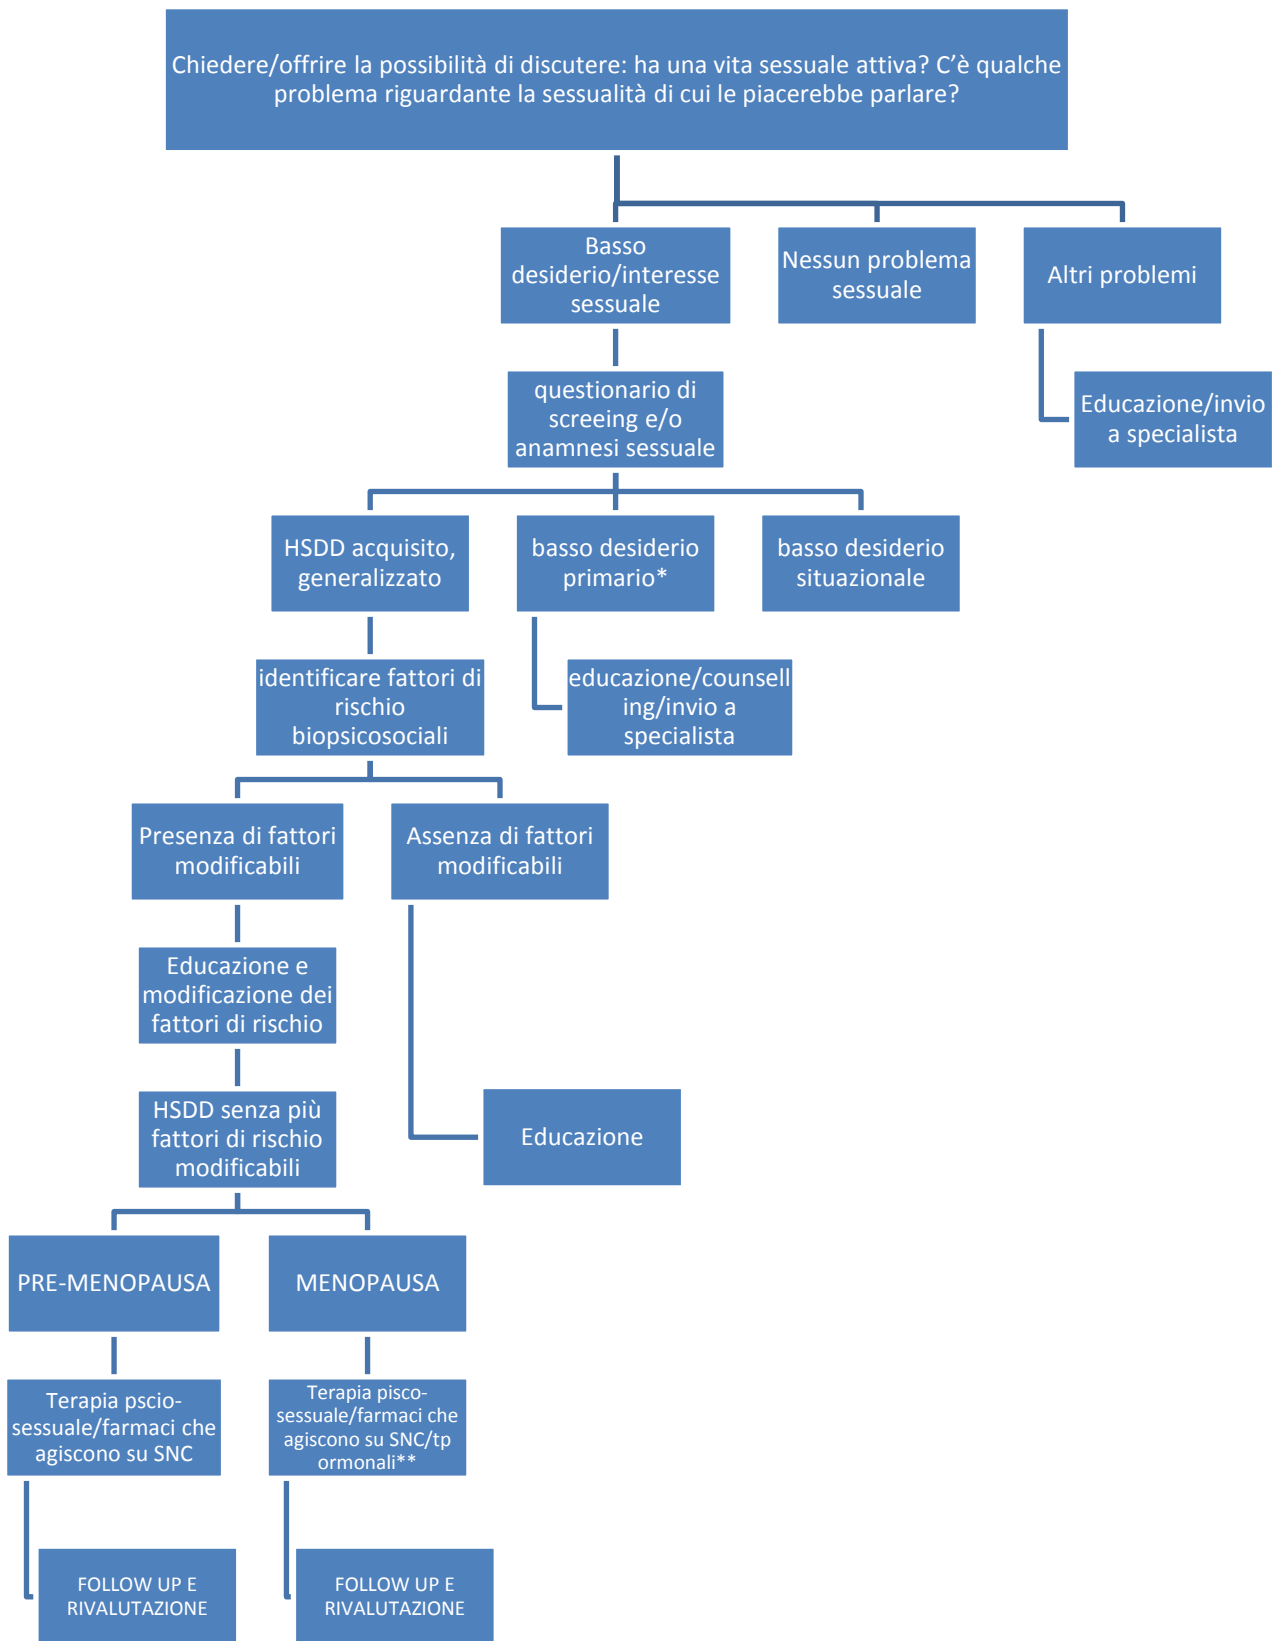 Chiedere/offrire la possibilità di discutere: ha una vita sessuale attiva? C'è qualche
problema riguardante la sessualità di cui le piacerebbe parlare?
Basso
desiderio/interesse
sessuale
Nessun problema
sessuale
Altri problemi
questionario di
screeing e/o
anamnesi sessuale
Educazione/invio
a specialista
HSDD acquisito,
generalizzato
basso desiderio
primario*
basso desiderio
situazionale
identificare fattori di
rischio
biopsicosociali
educazione/counsell
ing/invio a
specialista
Presenza di fattori
modificabili
Assenza di fattori
modificabili
Educazione e
modificazione dei
fattori di rischio
HSDD senza più
fattori di rischio
modificabili
Educazione
PRE-MENOPAUSA
MENOPAUSA
Terapia pscio-
sessuale/farmaci che
agiscono su SNC
Terapia pisco-
sessuale/farmaci che
agiscono su SNC/tp
ormonali**
FOLLOW UP E
RIVALUTAZIONE
FOLLOW UP E
RIVALUTAZIONE